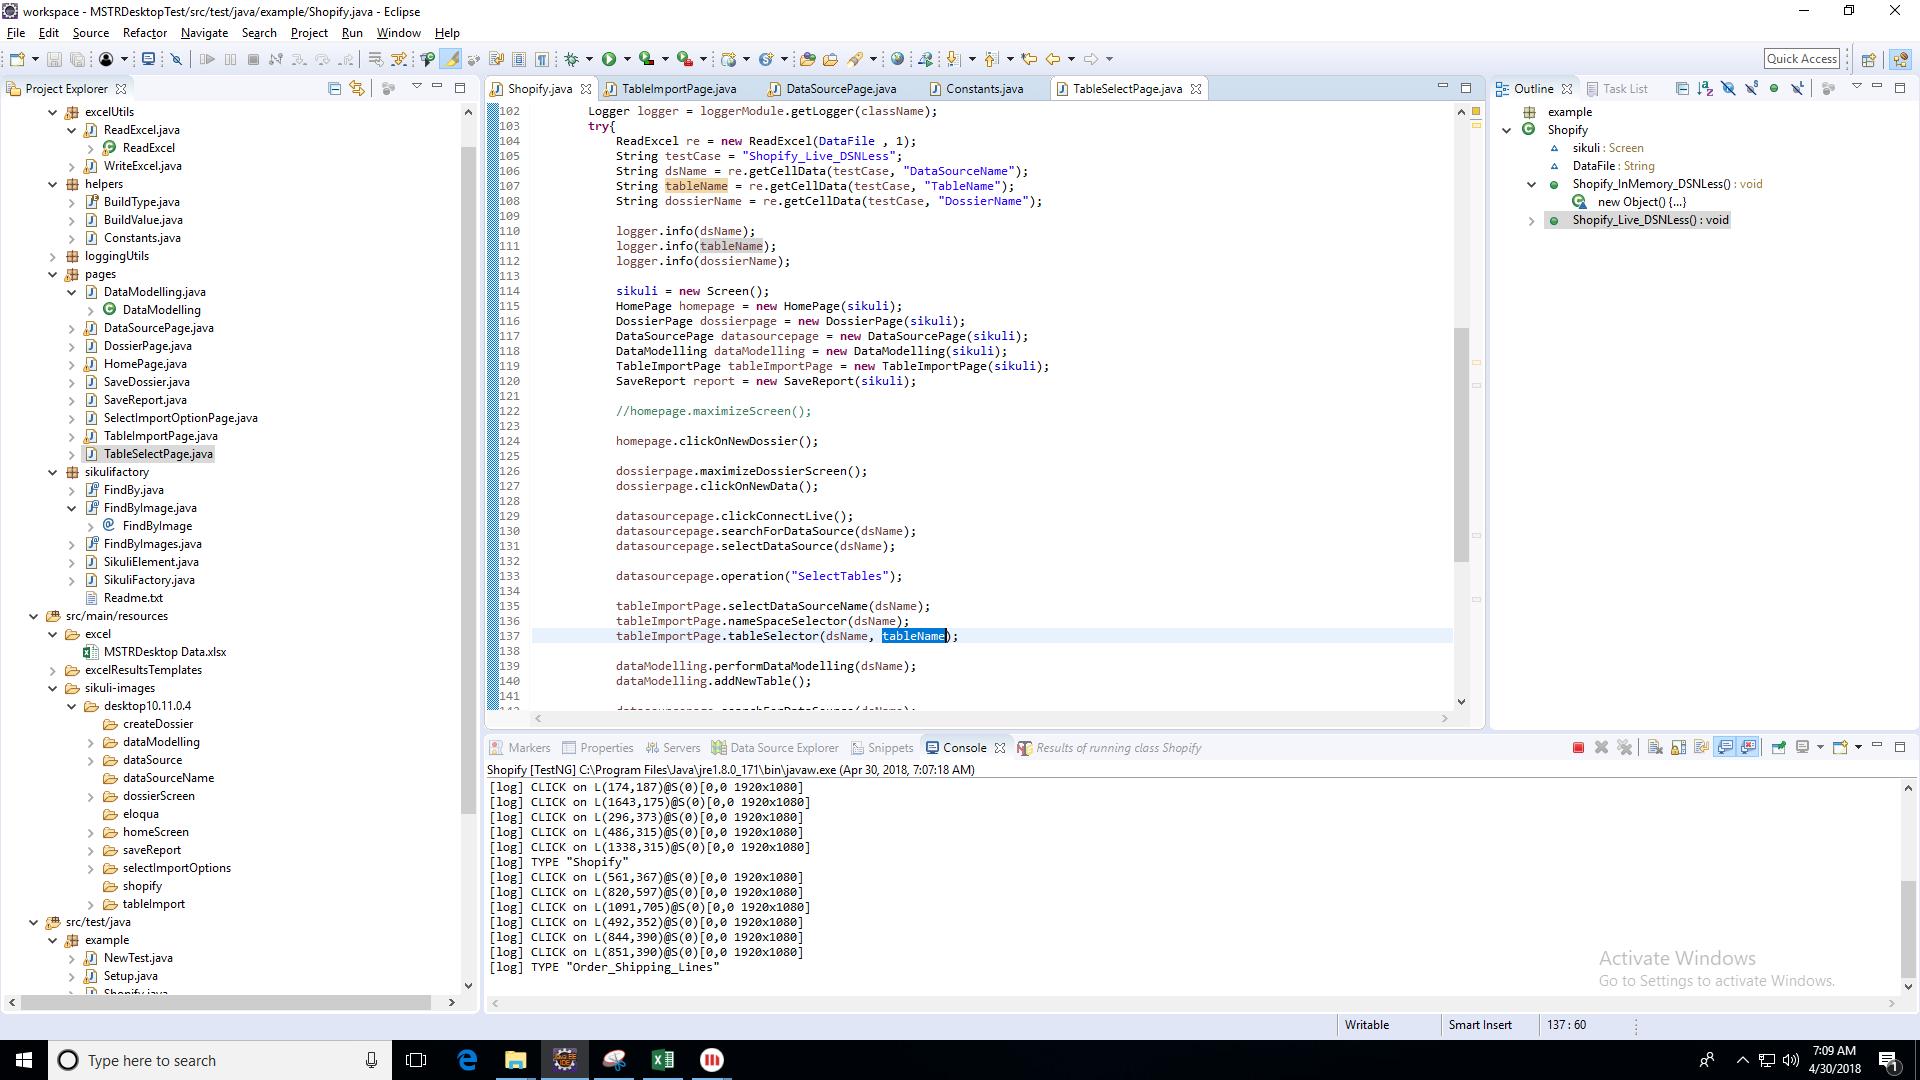 workspace - MSTRDesktopTest/src/test/java/example/Shopify.java - Eclipse
File Edit Source Refactor Navigate Search Project Run Window Help
Quick Access
Project Explorer
excelUtils
ReadExcel.java
ReadExcel
WriteExcel.java
helpers
BuildType.java
BuildValue.java
Constants.java
loggingUtils
pages
DataModelling.java
DataModelling
DataSourcePage.java
DossierPage.java
HomePage.java
SaveDossier.java
SaveReport.java
SelectImportOptionPage.java
TableImportPage.java
TableSelectPage.java
sikulifactory
FindBy.java
FindByImage.java
FindByImage
FindByImages.java
SikuliElement.java
SikuliFactory.java
Readme.txt
src/main/resources
excel
MSTRDesktop Data.xlsx
excelResultsTemplates
sikuli-images
desktop10.11.0.4
createDossier
dataModelling
dataSource
dataSourceName
dossierScreen
eloqua
homeScreen
saveReport
selectImportOptions
shopify
tableImport
src/test/java
example
NewTest.java
Setup.java
Shopify.java
Shopify.java TableImportPage.java DataSourcePage.java Constants.java TableSelectPage.java
102 Logger logger = loggerModule.getLogger(className);
103 try{
104 ReadExcel re = new ReadExcel(DataFile , 1);
105 String testCase = "Shopify_Live_DSNLess";
106 String dsName = re.getCellData(testCase, "DataSourceName");
107 String tableName = re.getCellData(testCase, "TableName");
108 String dossierName = re.getCellData(testCase, "DossierName");
109
110 logger.info(dsName);
111 logger.info(tableName);
112 logger.info(dossierName);
113
114 sikuli = new Screen();
115 HomePage homepage = new HomePage(sikuli);
116 DossierPage dossierpage = new DossierPage(sikuli);
117 DataSourcePage datasourcepage = new DataSourcePage(sikuli);
118 DataModelling dataModelling = new DataModelling(sikuli);
119 TableImportPage tableImportPage = new TableImportPage(sikuli);
120 SaveReport report = new SaveReport(sikuli);
121
122 //homepage.maximizeScreen();
123
124 homepage.clickOnNewDossier();
125
126 dossierpage.maximizeDossierScreen();
127 dossierpage.clickOnNewData();
128
129 datasourcepage.clickConnectLive();
130 datasourcepage.searchForDataSource(dsName);
131 datasourcepage.selectDataSource(dsName);
132
133 datasourcepage.operation("SelectTables");
134
135 tableImportPage.selectDataSourceName(dsName);
136 tableImportPage.nameSpaceSelector(dsName);
137 tableImportPage.tableSelector(dsName, tableName);
138
139 dataModelling.performDataModelling(dsName);
140 dataModelling.addNewTable();
141
142 datasourcepage.searchForDataSource(dsName);
Outline Task List
example
Shopify
sikuli : Screen
DataFile : String
Shopify_InMemory_DSNLess() : void
new Object() {...}
Shopify_Live_DSNLess() : void
Markers Properties Servers Data Source Explorer Snippets Console Results of running class Shopify
Shopify [TestNG] C:\Program Files\Java\jre1.8.0_171\bin\javaw.exe (Apr 30, 2018, 7:07:18 AM)
[log] CLICK on L(174,187)@S(0)[0,0 1920x1080]
[log] CLICK on L(1643,175)@S(0)[0,0 1920x1080]
[log] CLICK on L(296,373)@S(0)[0,0 1920x1080]
[log] CLICK on L(486,315)@S(0)[0,0 1920x1080]
[log] CLICK on L(1338,315)@S(0)[0,0 1920x1080]
[log] TYPE "Shopify"
[log] CLICK on L(561,367)@S(0)[0,0 1920x1080]
[log] CLICK on L(820,597)@S(0)[0,0 1920x1080]
[log] CLICK on L(1091,705)@S(0)[0,0 1920x1080]
[log] CLICK on L(492,352)@S(0)[0,0 1920x1080]
[log] CLICK on L(844,390)@S(0)[0,0 1920x1080]
[log] CLICK on L(851,390)@S(0)[0,0 1920x1080]
[log] TYPE "Order_Shipping_Lines"
Activate Windows
Go to Settings to activate Windows.
Writable Smart Insert 137 : 60
Type here to search
7:09 AM
4/30/2018
1